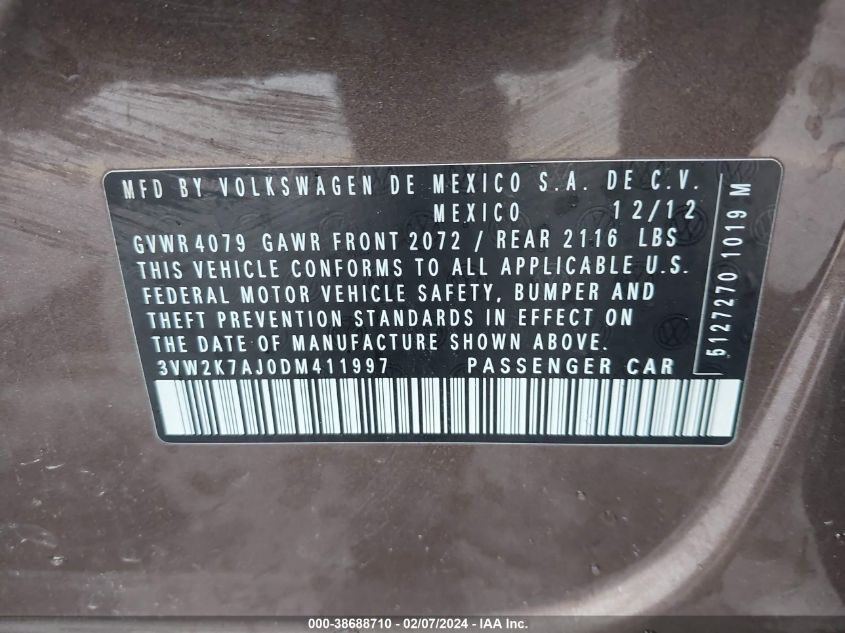 MFD BY VOLKSWAGEN DE MEXICO S.A. DE C.V.
MEXICO 12/12
GVWR 4079 GAWR FRONT 2072 / REAR 2116 LBS
THIS VEHICLE CONFORMS TO ALL APPLICABLE U.S.
FEDERAL MOTOR VEHICLE SAFETY, BUMPER AND
THEFT PREVENTION STANDARDS IN EFFECT ON
THE DATE OF MANUFACTURE SHOWN ABOVE.
3VW2K7AJ0DM411997 PASSENGER CAR
5127270 1019 M
000-38688710 - 02/07/2024 - IAA Inc.